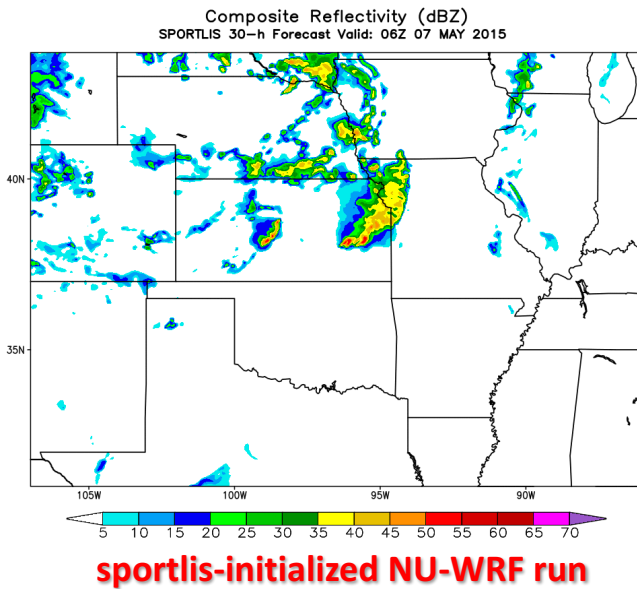 Composite Reflectivity (dBZ)
SPORTLIS 30-h Forecast Valid: 06Z 07 MAY 2015
40N
35N
105W 100W 95W 90W
5 10 15 20 25 30 35 40 45 50 55 60 65 70
sportlis-initialized NU-WRF run